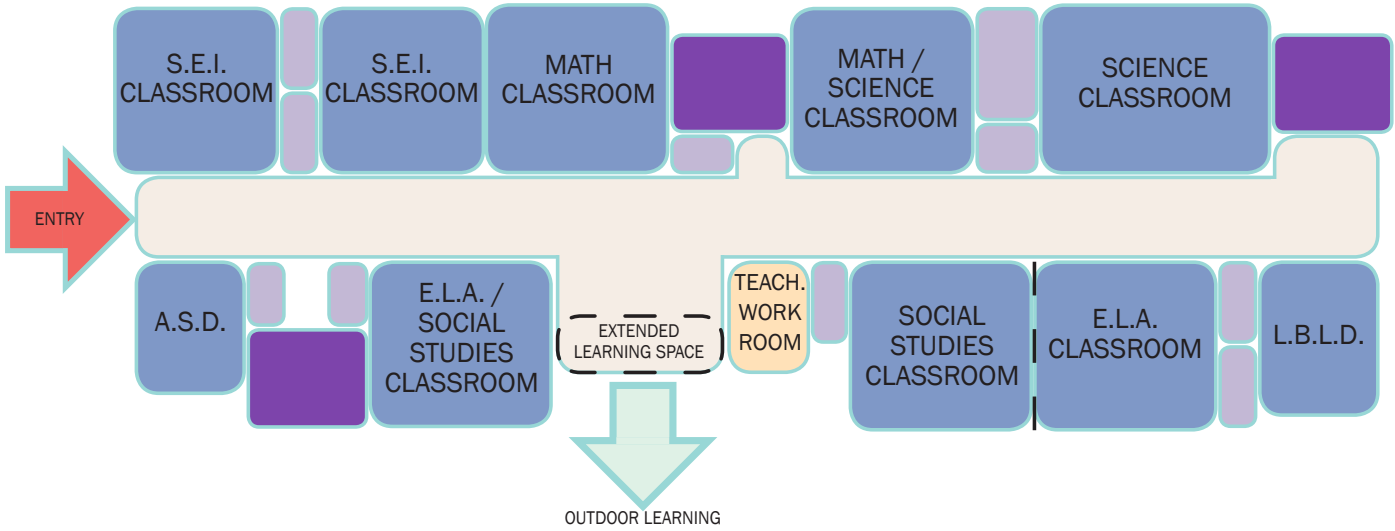 S.E.I.
CLASSROOM
S.E.I.
CLASSROOM
MATH
CLASSROOM
MATH /
SCIENCE
CLASSROOM
SCIENCE
CLASSROOM
ENTRY
A.S.D.
E.L.A. /
SOCIAL
STUDIES
CLASSROOM
EXTENDED
LEARNING SPACE
TEACH.
WORK
ROOM
SOCIAL
STUDIES
CLASSROOM
E.L.A.
CLASSROOM
L.B.L.D.
OUTDOOR LEARNING